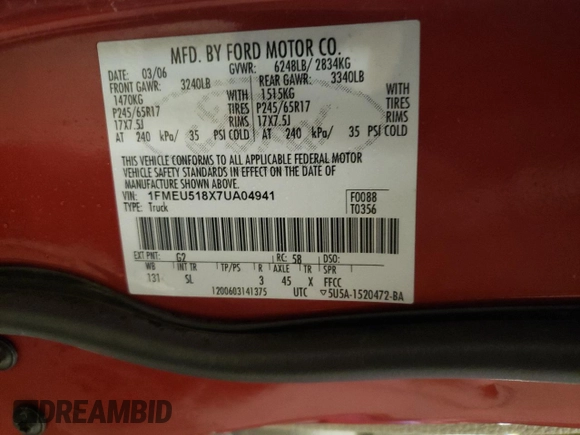 MFD. BY FORD MOTOR CO.
DATE: 03/06 GVWR: 6248LB/ 2834KG
FRONT GAWR: 3240LB REAR GAWR: 3340LB
1470KG WITH 1515KG WITH
P245/65R17 TIRES P245/65R17 TIRES
17X7.5J RIMS 17X7.5J RIMS
AT 240 kPa/ 35 PSI COLD AT 240 kPa/ 35 PSI COLD
THIS VEHICLE CONFORMS TO ALL APPLICABLE FEDERAL MOTOR
VEHICLE SAFETY STANDARDS IN EFFECT ON THE DATE OF
MANUFACTURE SHOWN ABOVE.
VIN: 1FMEU518X7UA04941 F0088
TYPE: Truck T0356
EXT PNT: G2 RC: 58 DSO:
WB INT TR TP/PS R AXLE TR SPR
131 SL 3 45 X FFCC
1200603141375 UTC ▽5U5A-1520472-BA
DREAMBID